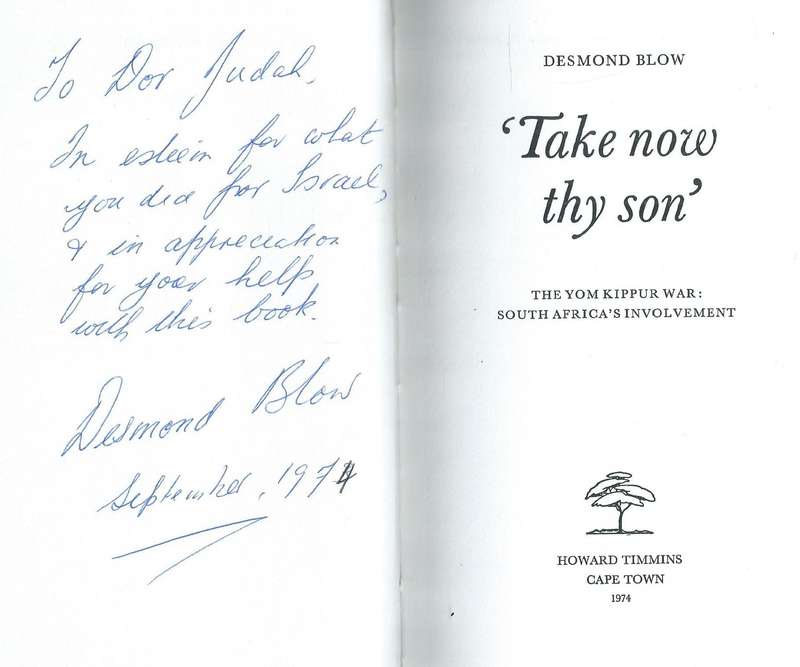 To Dov Judah,
In esteem for what
you did for Israel,
& in appreciation
for your help
with this book.
Desmond Blow
September, 1974
DESMOND BLOW
‘Take now
thy son’
THE YOM KIPPUR WAR:
SOUTH AFRICA’S INVOLVEMENT
HOWARD TIMMINS
CAPE TOWN
1974